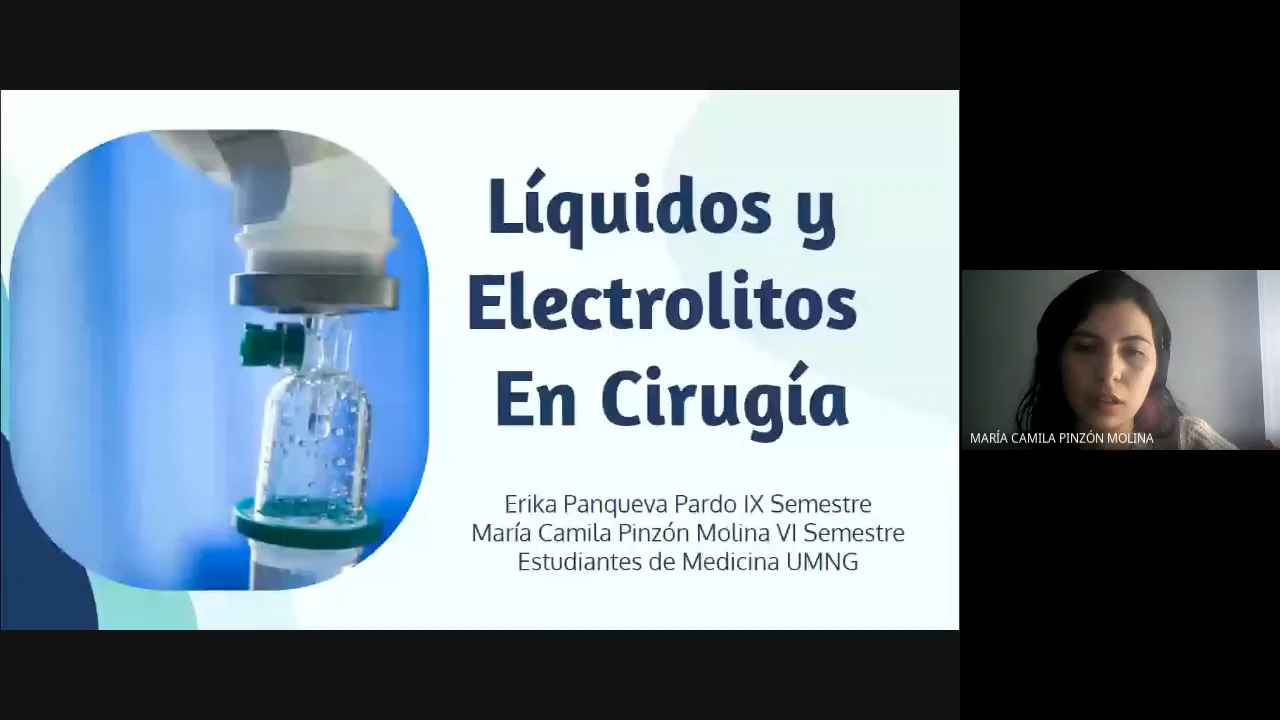 Líquidos y
Electrolitos
En Cirugía
Erika Panqueva Pardo IX Semestre
María Camila Pinzón Molina VI Semestre
Estudiantes de Medicina UMNG
MARÍA CAMILA PINZÓN MOLINA